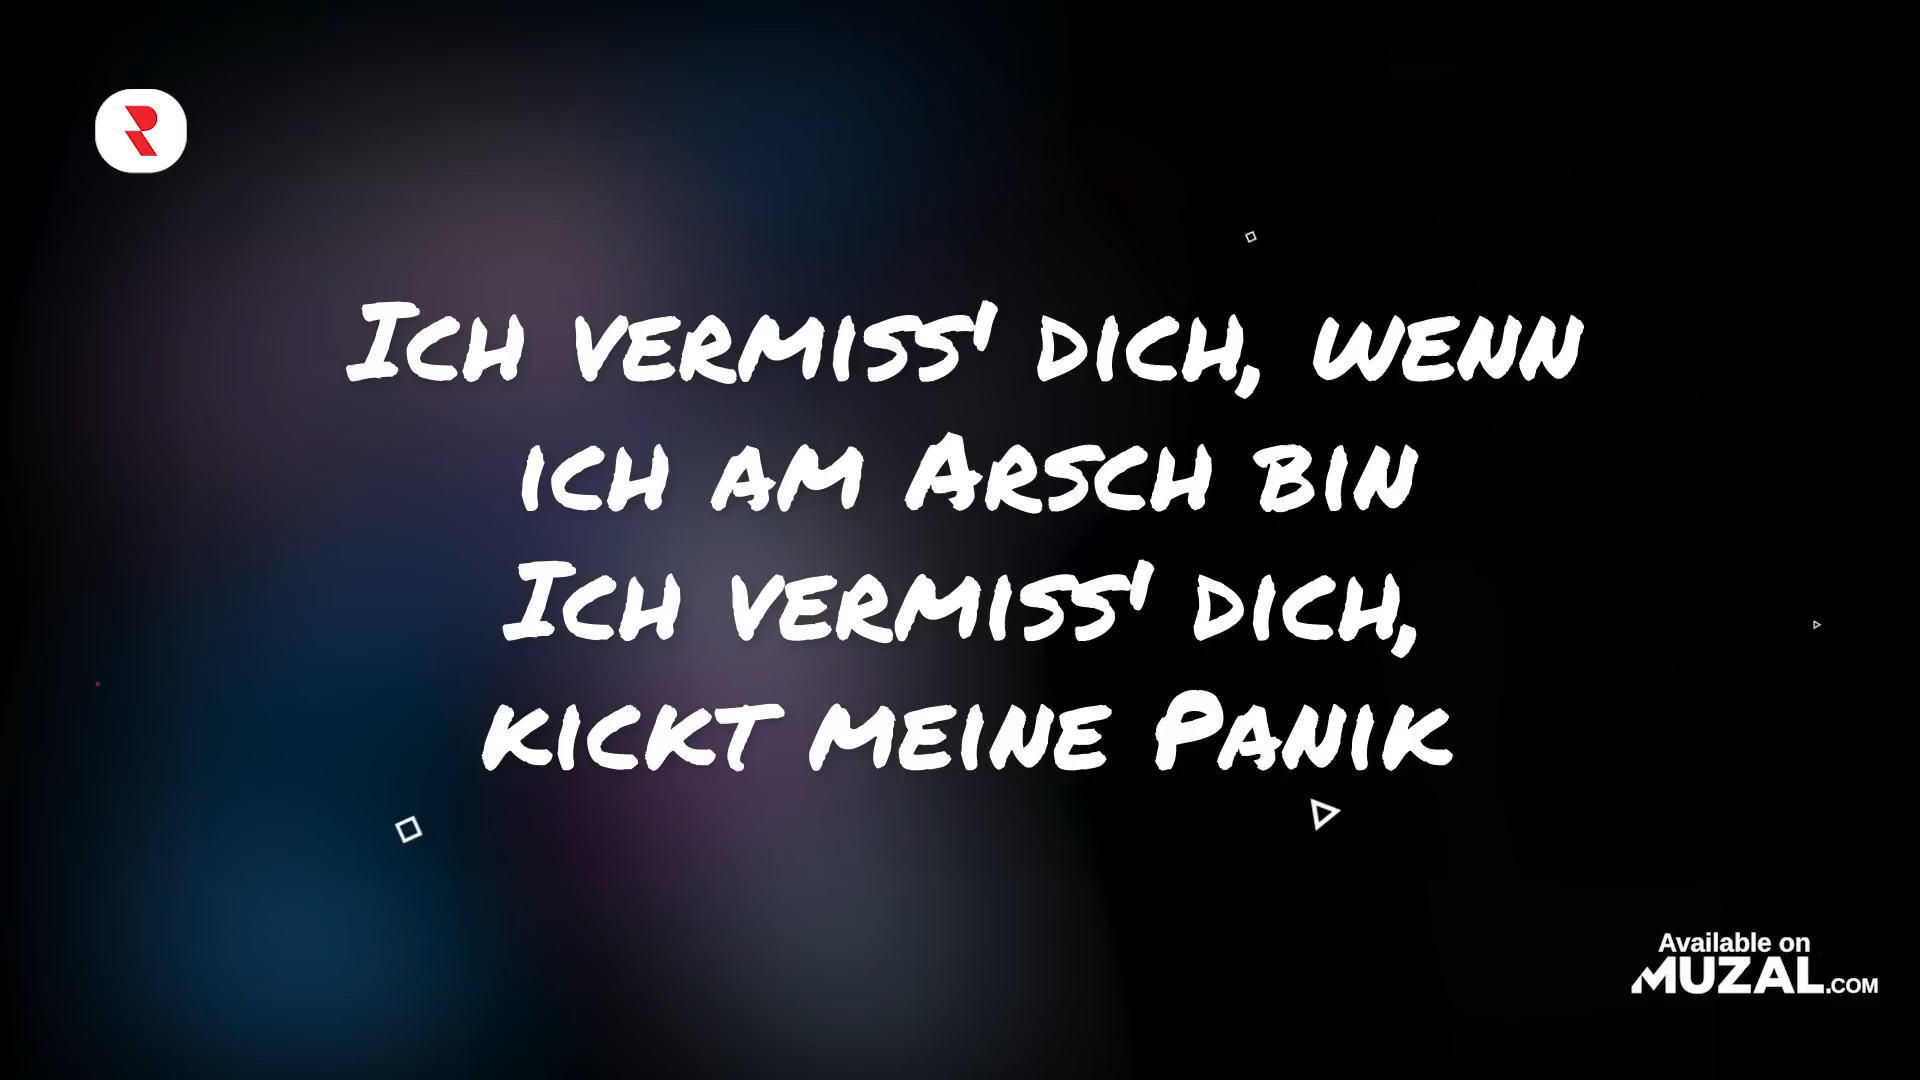 Ich vermiss' dich, wenn
ich am Arsch bin
Ich vermiss' dich,
kickt meine Panik
Available on
MUZAL.COM